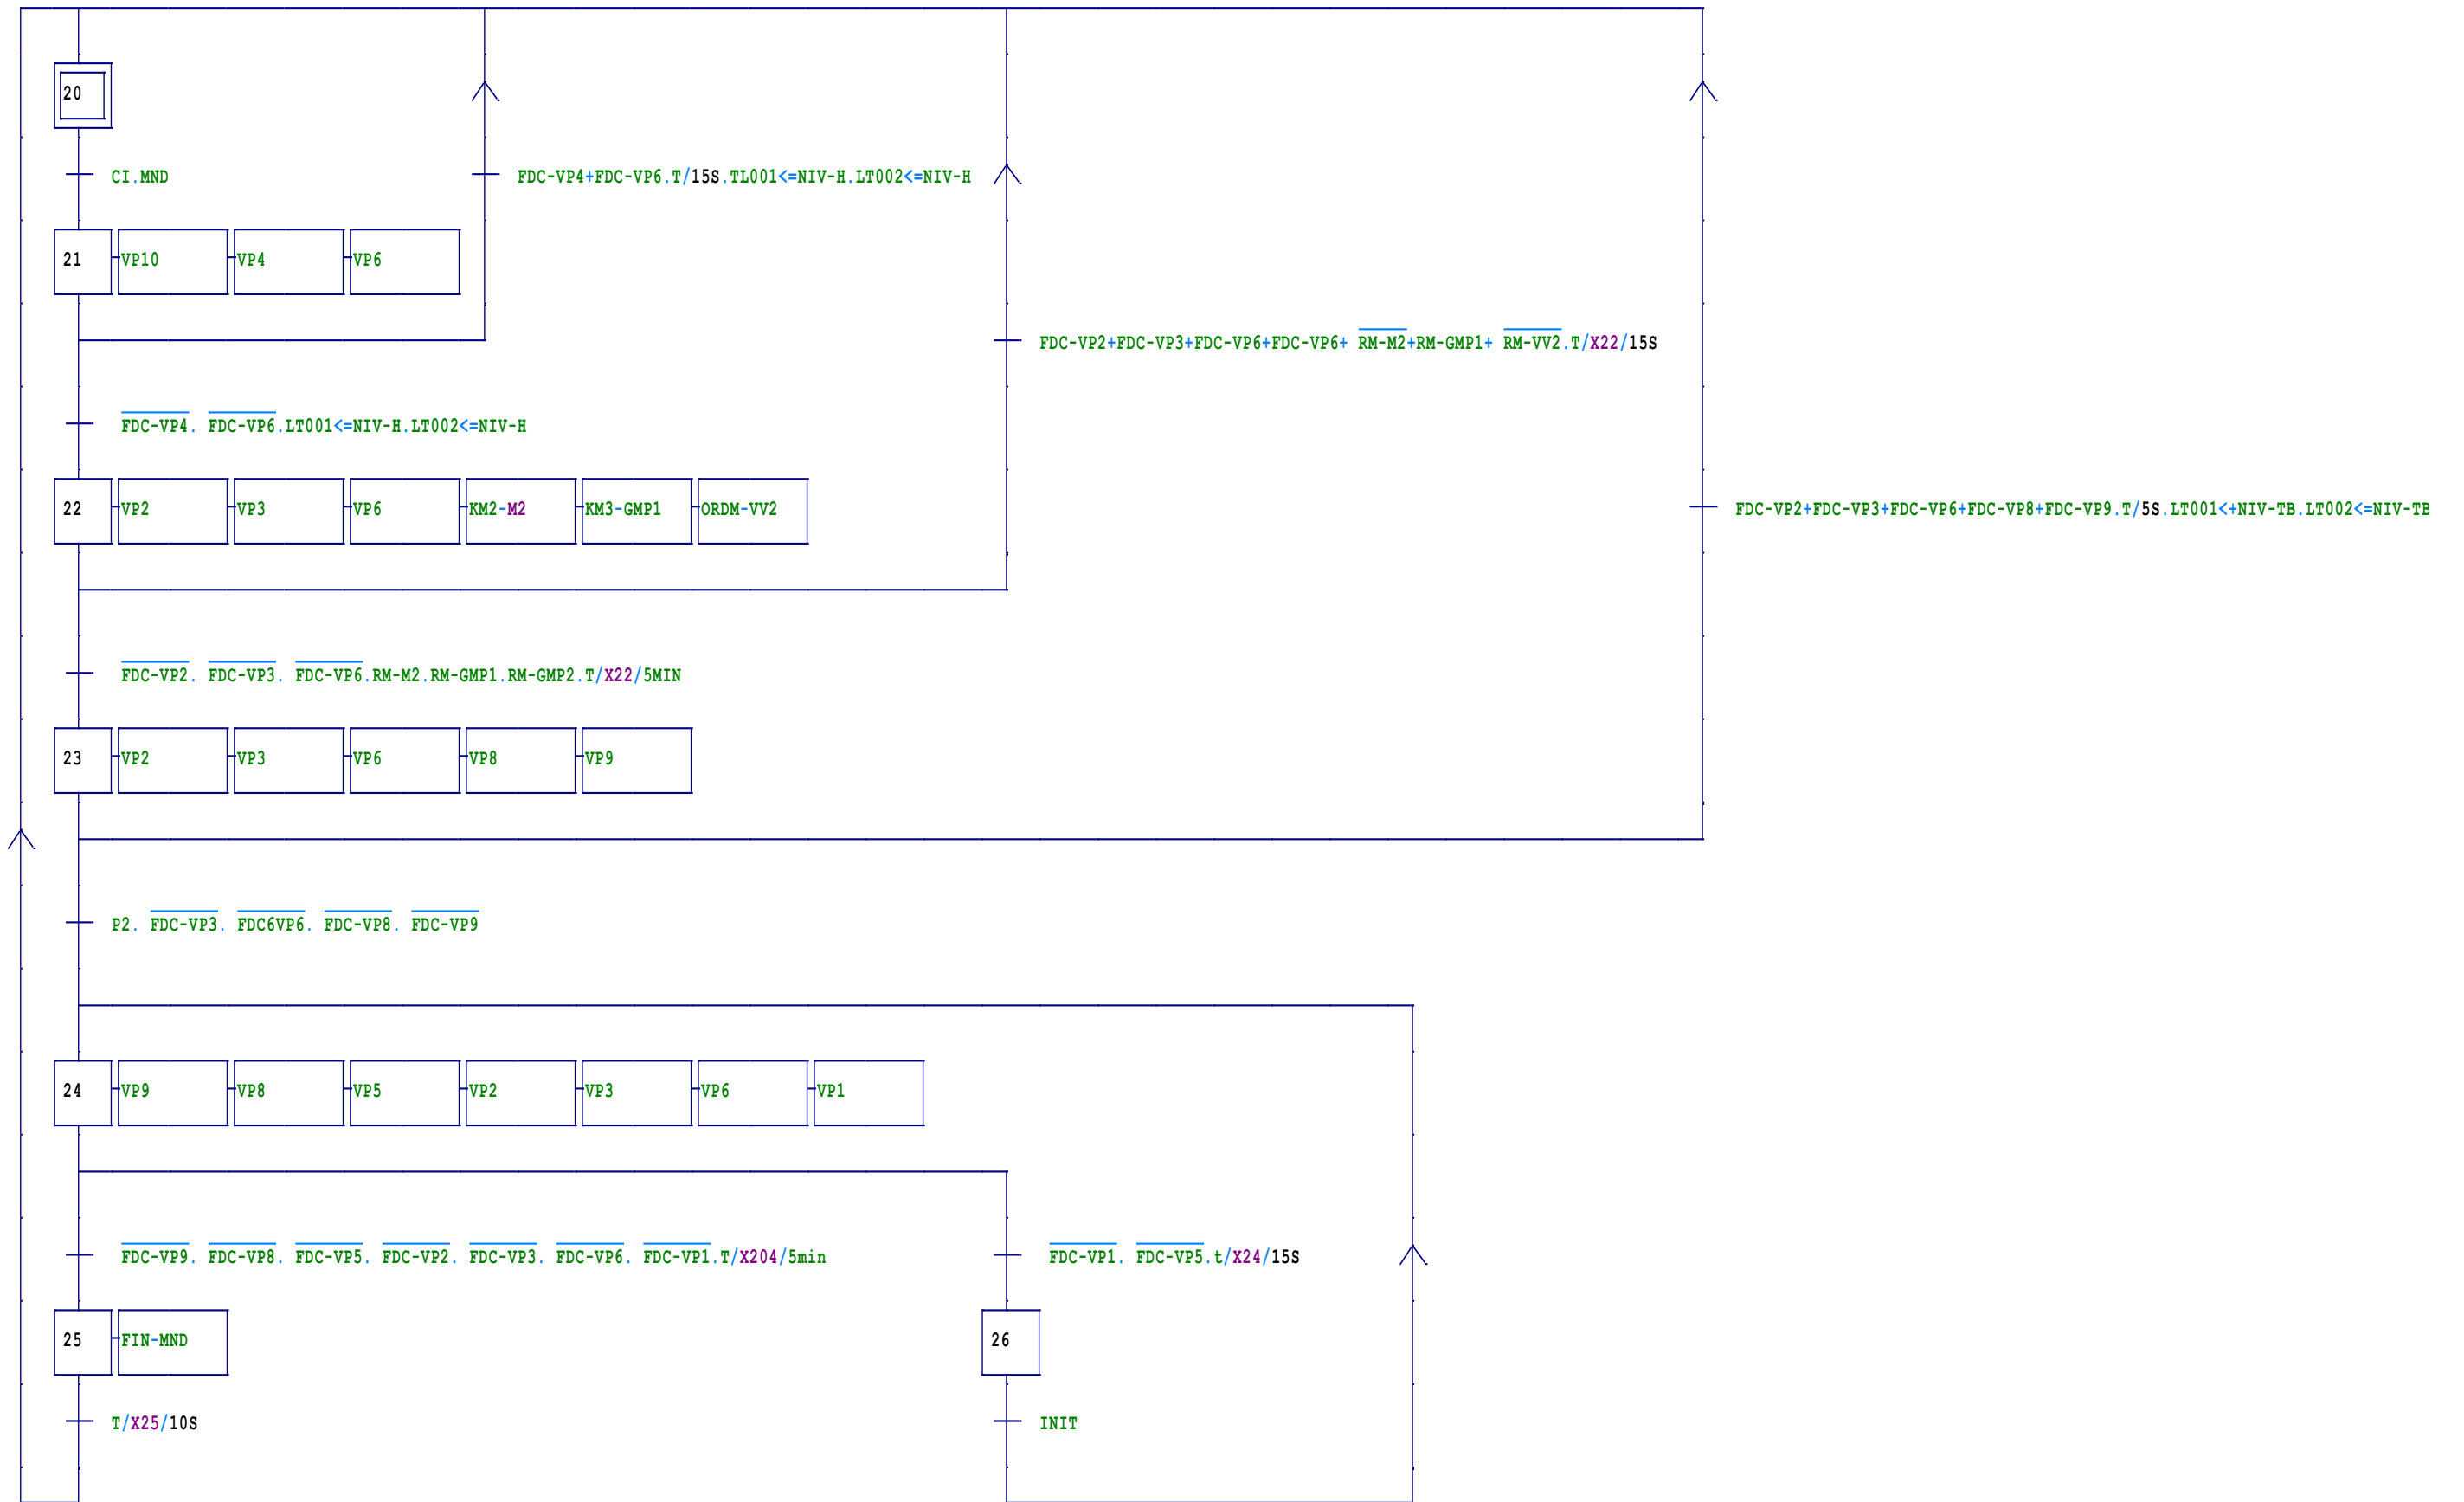 20
CI.MND
FDC-VP4+FDC-VP6.T/15S.TL001<=NIV-H.LT002<=NIV-H
21 VP10 VP4 VP6
FDC-VP2+FDC-VP3+FDC-VP6+FDC-VP6+ RM-M2+RM-GMP1+ RM-VV2.T/X22/15S
FDC-VP4. FDC-VP6.LT001<=NIV-H.LT002<=NIV-H
22 VP2 VP3 VP6 KM2-M2 KM3-GMP1 ORDM-VV2
FDC-VP2+FDC-VP3+FDC-VP6+FDC-VP8+FDC-VP9.T/5S.LT001<+NIV-TB.LT002<=NIV-TB
FDC-VP2. FDC-VP3. FDC-VP6.RM-M2.RM-GMP1.RM-GMP2.T/X22/5MIN
23 VP2 VP3 VP6 VP8 VP9
P2. FDC-VP3. FDC6VP6. FDC-VP8. FDC-VP9
24 VP9 VP8 VP5 VP2 VP3 VP6 VP1
FDC-VP9. FDC-VP8. FDC-VP5. FDC-VP2. FDC-VP3. FDC-VP6. FDC-VP1.T/X204/5min
FDC-VP1. FDC-VP5.t/X24/15S
25 FIN-MND
26
T/X25/10S
INIT